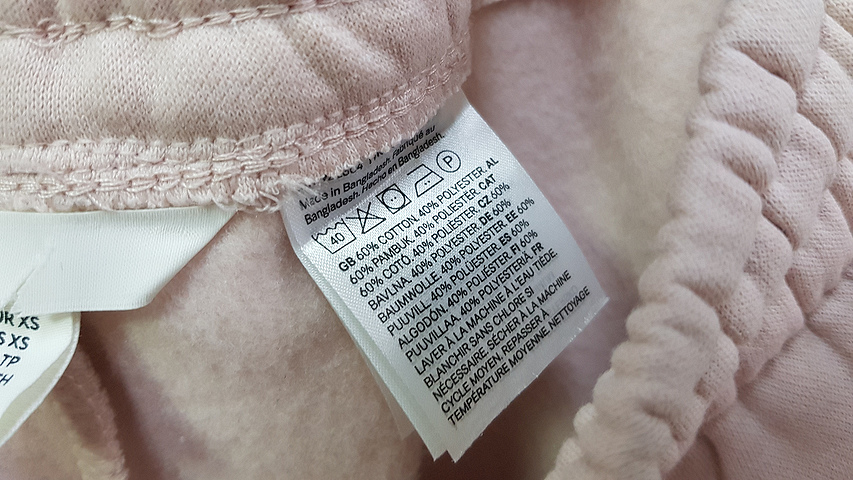 Made in Bangladesh. Fabriqué au
Bangladesh. Hecho en Bangladesh.
40 P
GB 60% COTTON. 40% POLYESTER. AL
60% PAMBUK. 40% POLIESTER. CAT
60% COTÓ. 40% POLIÈSTER. CZ 60%
BAVLNA. 40% POLYESTER. DE 60%
BAUMWOLLE. 40% POLYESTER. EE 60%
PUUVILL. 40% POLÜESTER. ES 60%
ALGODÓN. 40% POLIÉSTER. FI 60%
PUUVILLAA. 40% POLYESTERIÄ. FR
LAVER À LA MACHINE À L'EAU TIÈDE.
BLANCHIR SANS CHLORE SI
NÉCESSAIRE. SÉCHER À LA MACHINE
CYCLE MOYEN. REPASSER À
TEMPÉRATURE MOYENNE. NETTOYAGE
XS
XS
TP